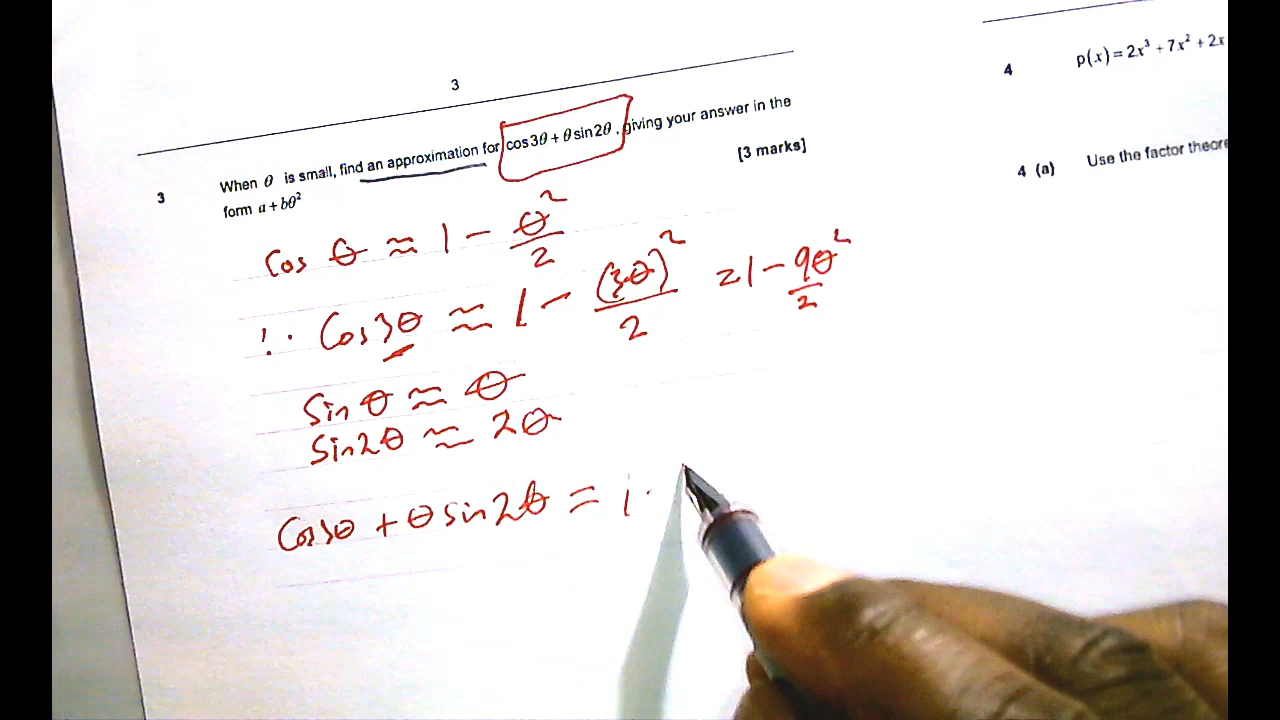 3
3 When θ is small, find an approximation for cos3θ + θsin2θ, giving your answer in the
form a + bθ²
[3 marks]
Cos θ ≈ 1 − θ²/2
∴ Cos3θ ≈ 1 − (3θ)²/2 = 1 − 9θ²/2
Sin θ ≈ θ
Sin2θ ≈ 2θ
Cos3θ + θ sin2θ = 1
4 p(x) = 2x³ + 7x² + 2x
4 (a) Use the factor theore